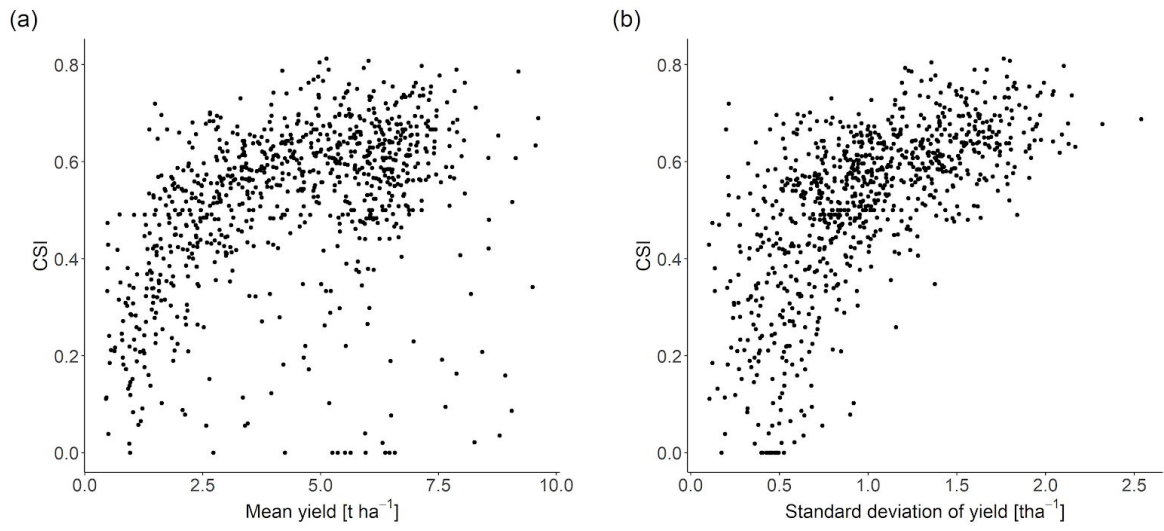 (a)
(b)
CSI
0.8
0.6
0.4
0.2
0.0
0.0 2.5 5.0 7.5 10.0
Mean yield [t ha⁻¹]
CSI
0.8
0.6
0.4
0.2
0.0
0.0 0.5 1.0 1.5 2.0 2.5
Standard deviation of yield [tha⁻¹]